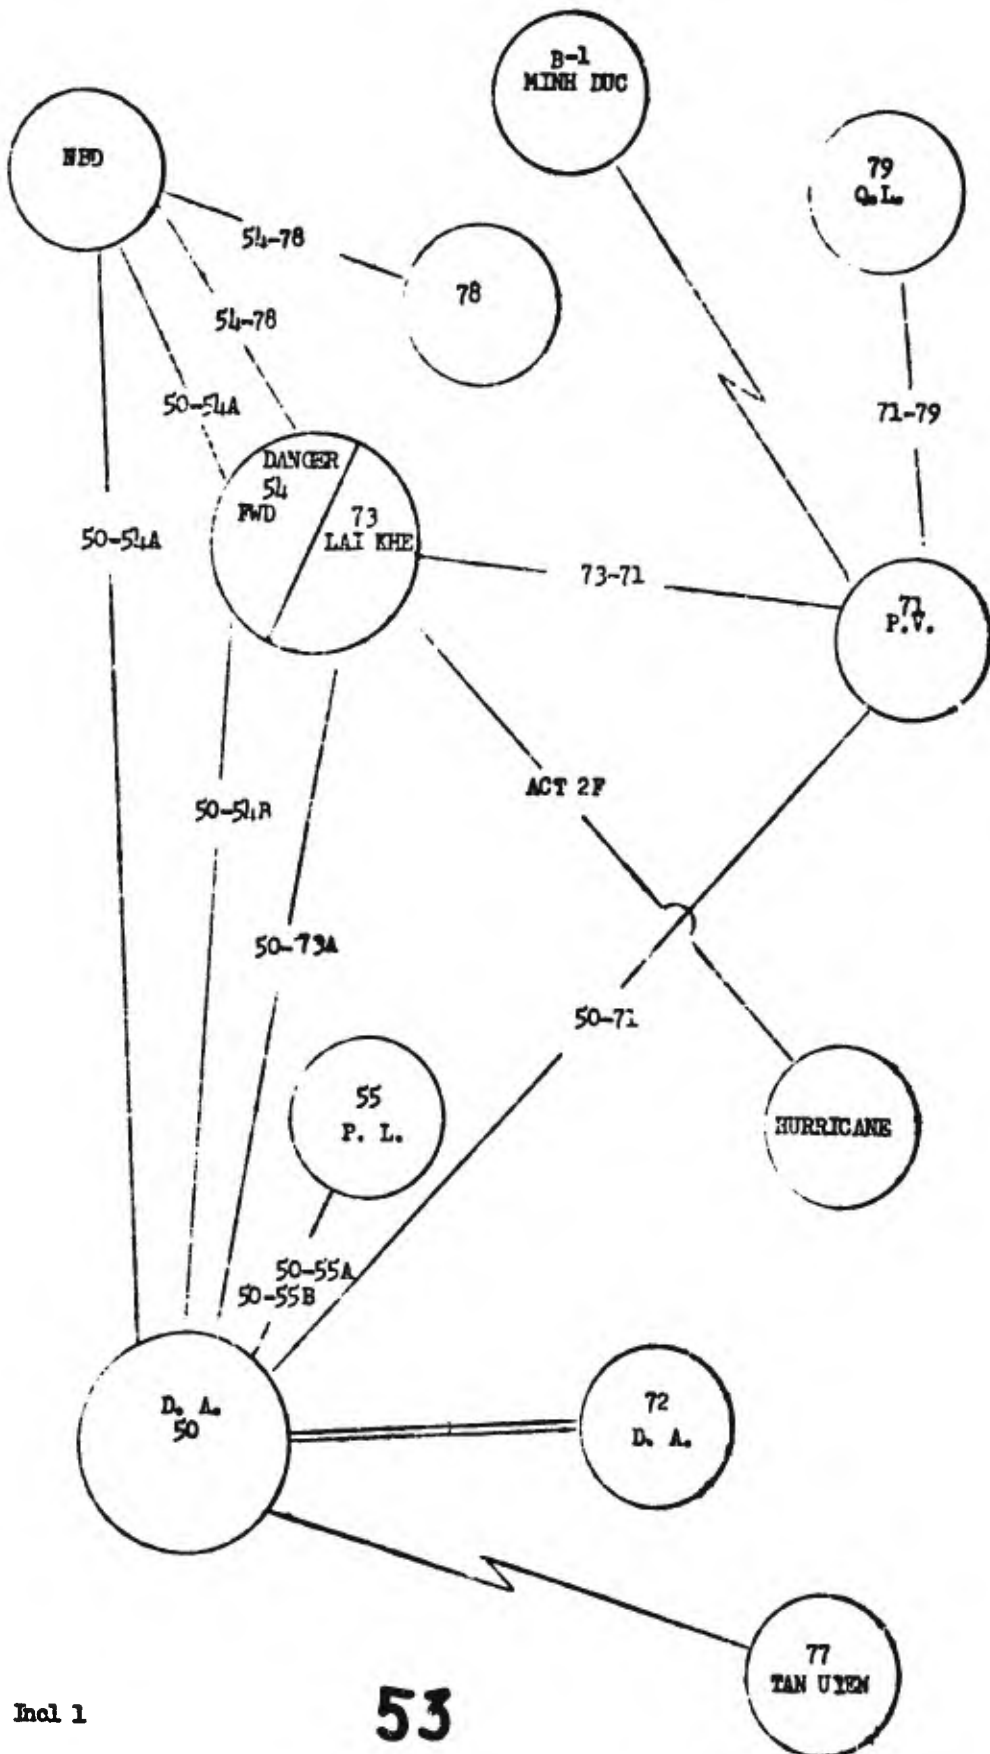 B-1
MINH DUC
NBD
79
Q.L.
54-78
78
54-78
50-54A
71-79
DANGER
54
FWD
73
LAI KHE
50-54A
73-71
71
P.V.
ACT 2F
50-54B
50-73A
50-71
55
P. L.
HURRICANE
50-55A
50-55B
D. A.
50
72
D. A.
77
TAN UYEN
Incl 1
53